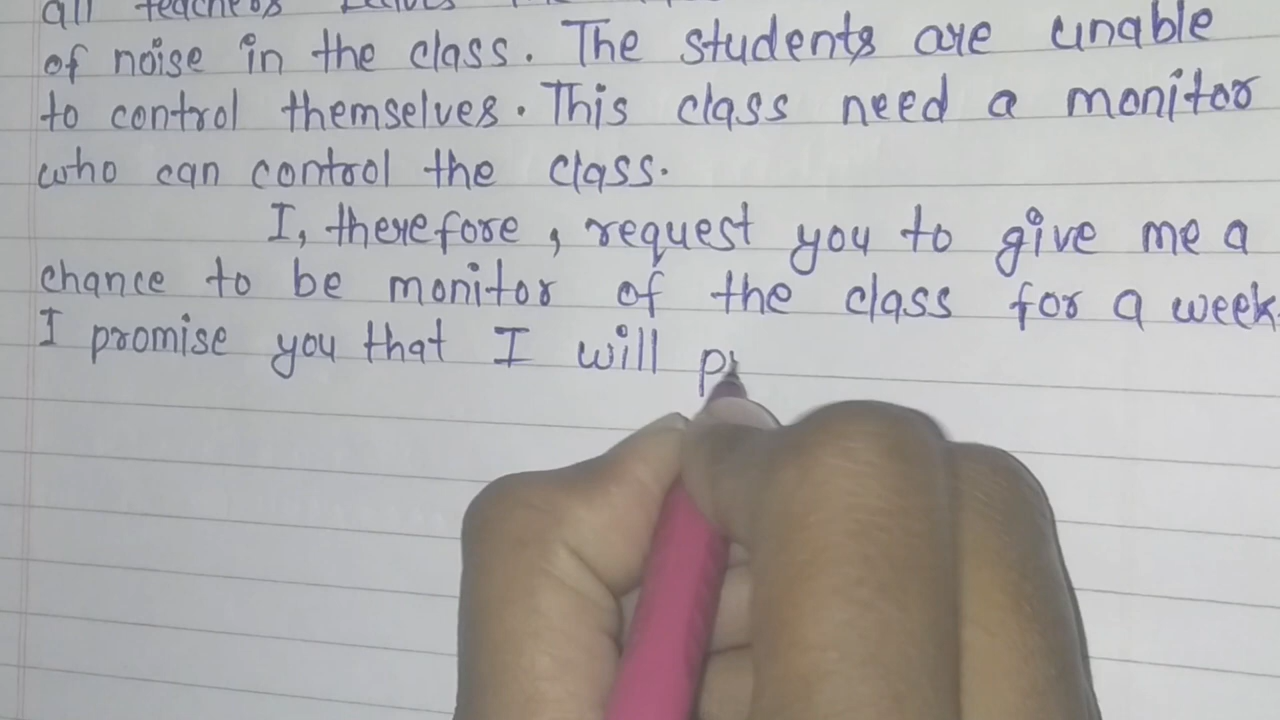 all teachers
of noise in the class. The students are unable
to control themselves. This class need a monitor
who can control the class.
I, therefore, request you to give me a
chance to be monitor of the class for a week.
I promise you that I will